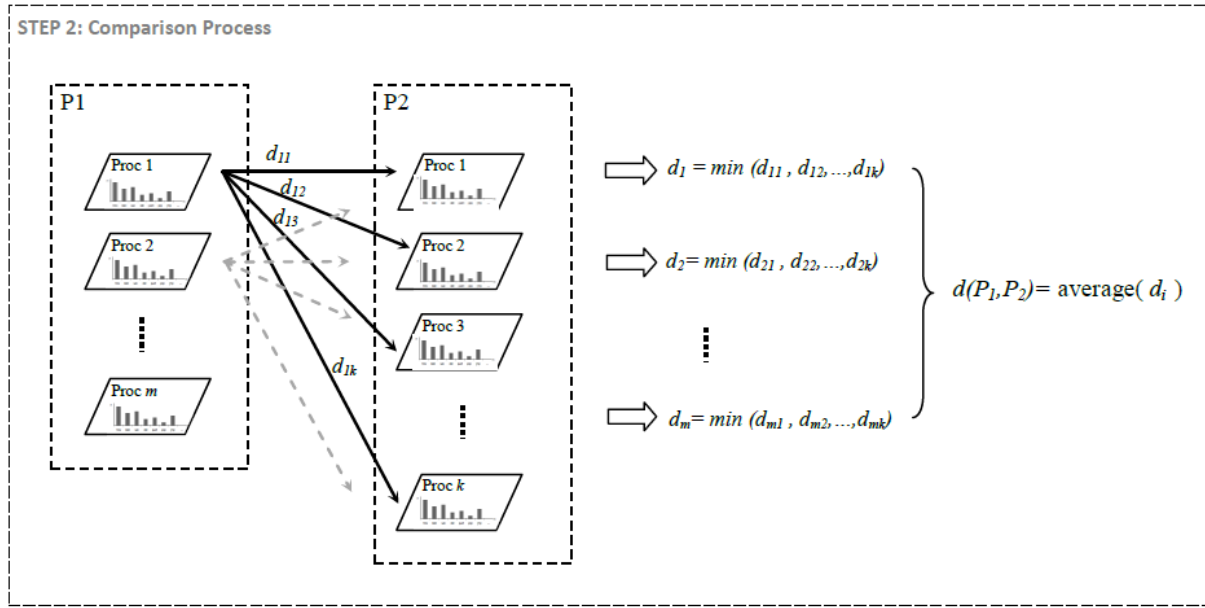 STEP 2: Comparison Process
P1
P2
Proc 1
d11
Proc 1
d1 = min (d11 , d12,...,d1k)
d12
d13
Proc 2
Proc 2
d2= min (d21 , d22,...,d2k)
d(P1,P2)= average( di )
Proc 3
d1k
Proc m
dm= min (dm1 , dm2,...,dmk)
Proc k